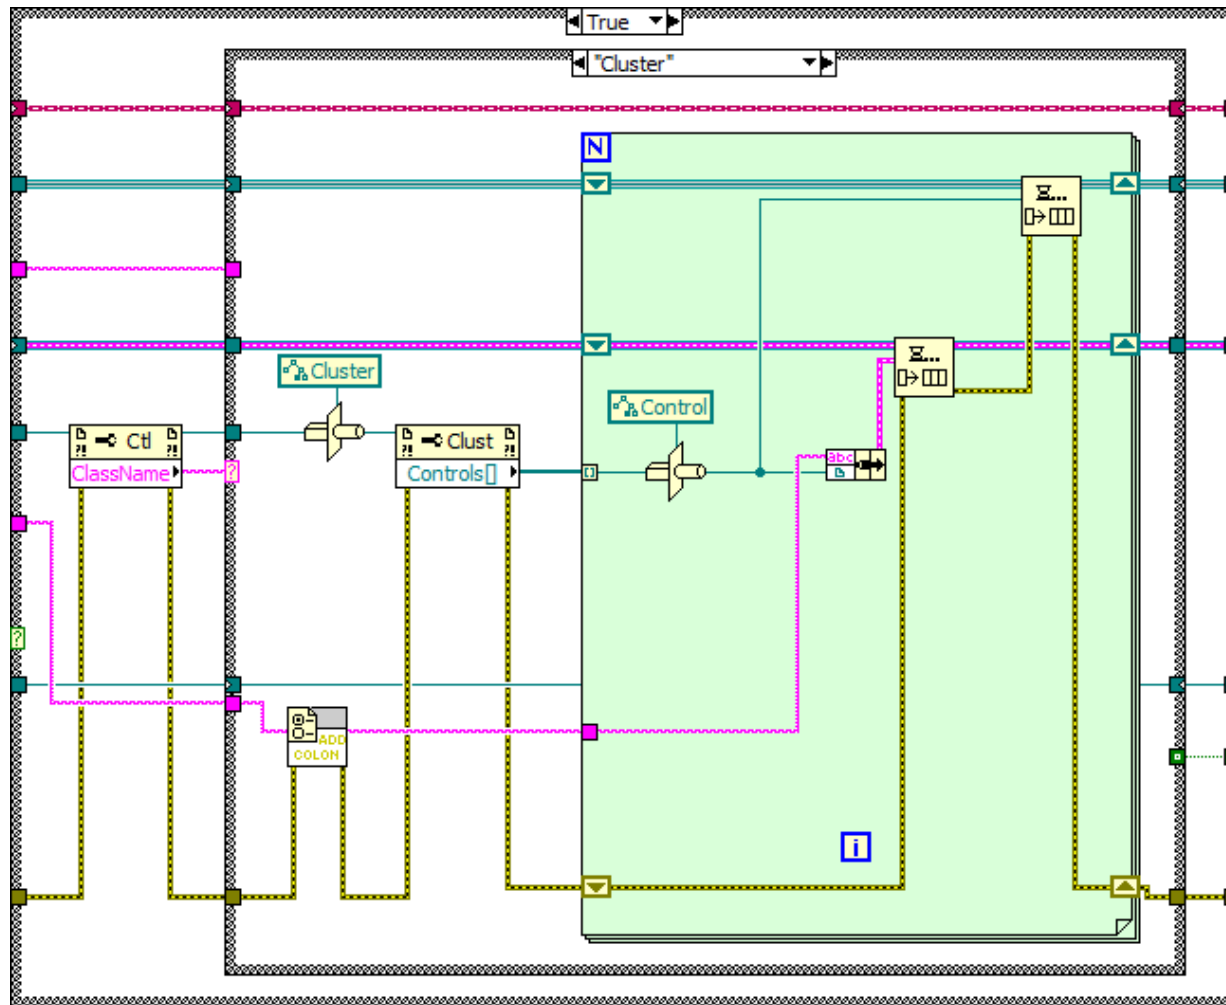 True
"Cluster"
N
Cluster
Control
Ctl
ClassName
?
Clust
Controls[]
abc
?
ADD
COLON
i